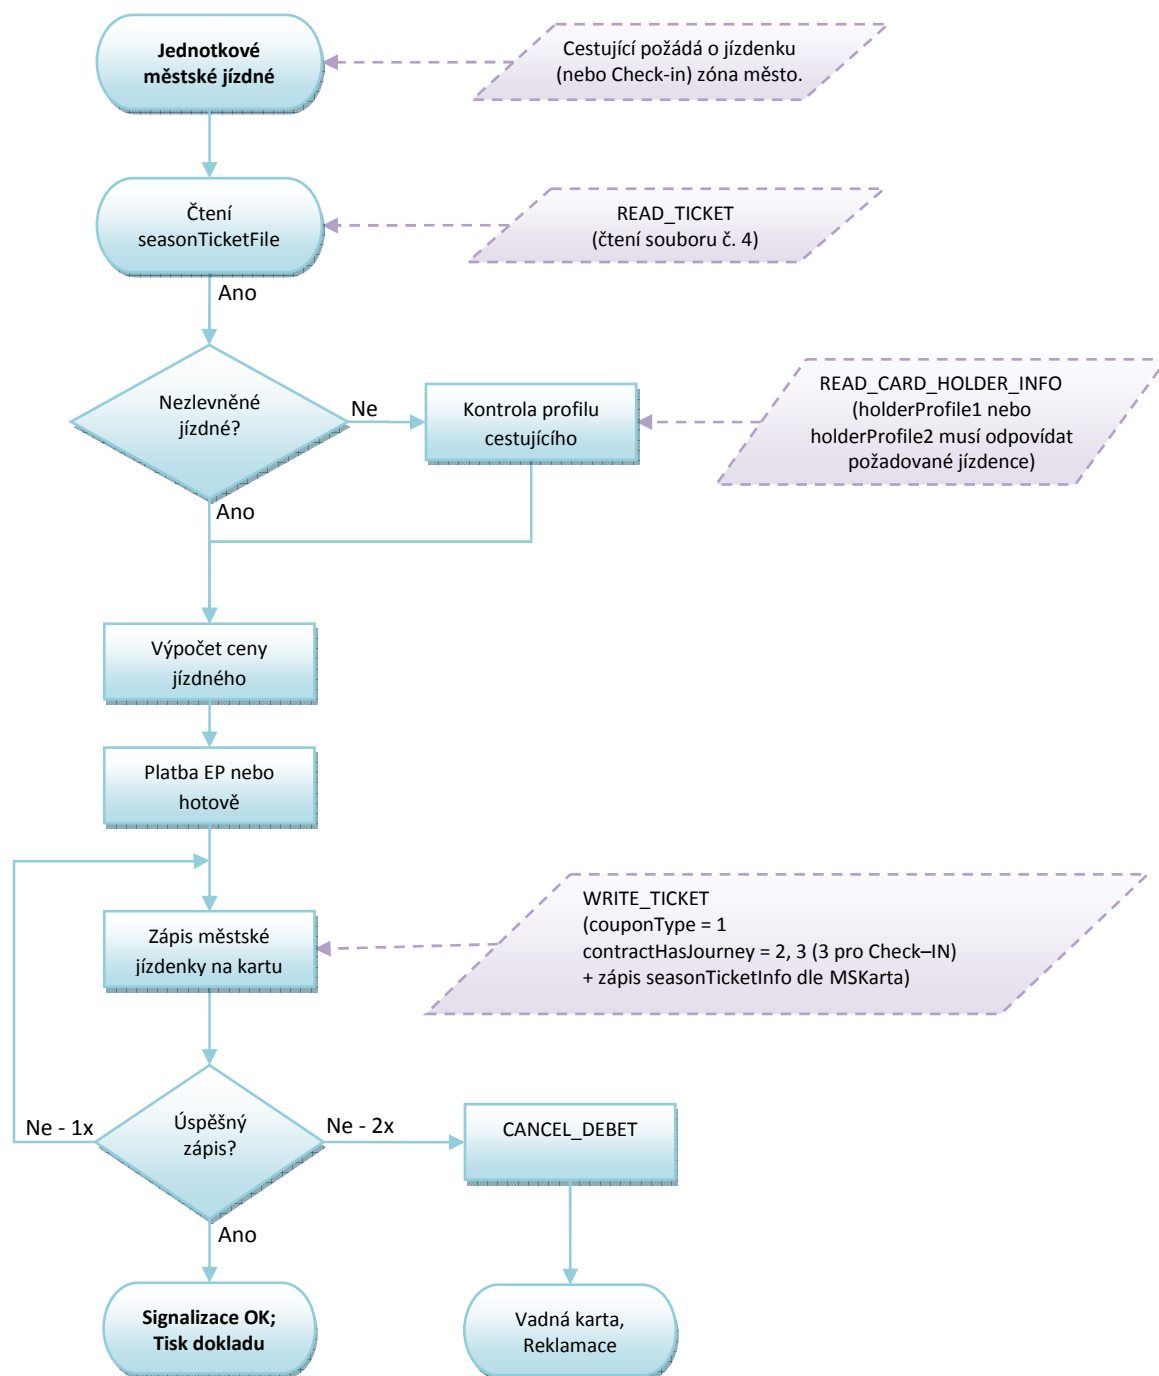 Jednotkové
městské jízdné
Cestující požádá o jízdenku
(nebo Check-in) zóna město.
Čtení
seasonTicketFile
READ_TICKET
(čtení souboru č. 4)
Ano
Nezlevněné
jízdné?
Ne
Kontrola profilu
cestujícího
READ_CARD_HOLDER_INFO
(holderProfile1 nebo
holderProfile2 musí odpovídat
požadované jízdence)
Ano
Výpočet ceny
jízdného
Platba EP nebo
hotově
Zápis městské
jízdenky na kartu
WRITE_TICKET
(couponType = 1
contractHasJourney = 2, 3 (3 pro Check–IN)
+ zápis seasonTicketInfo dle MSKarta)
Ne - 1x
Úspěšný
zápis?
Ne - 2x
CANCEL_DEBET
Ano
Signalizace OK;
Tisk dokladu
Vadná karta,
Reklamace